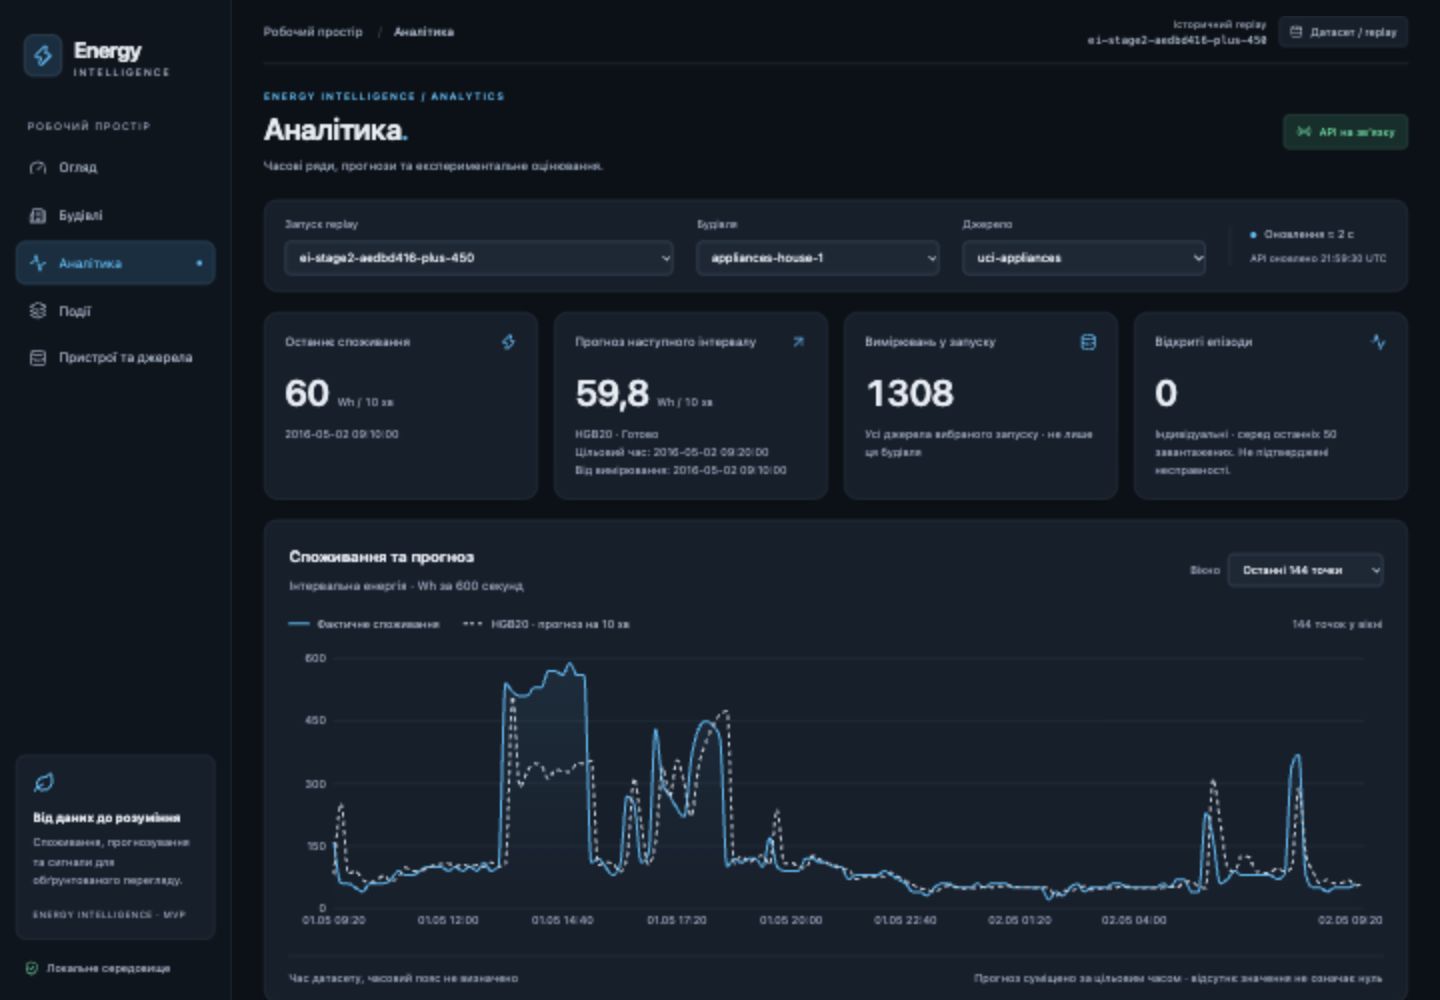 Energy
INTELLIGENCE
РОБОЧИЙ ПРОСТІР
Огляд
Будівлі
Аналітика
Події
Пристрої та джерела
Від даних до розуміння
Споживання, прогнозування
та сигнали для
обґрунтованого перегляду.
ENERGY INTELLIGENCE · MVP
Локальне середовище
Робочий простір / Аналітика
Історичний replay
ei-stage2-aedbd416-plus-450
Датасет / replay
ENERGY INTELLIGENCE / ANALYTICS
Аналітика.
Часові ряди, прогнози та експериментальне оцінювання.
API на зв'язку
Запуск replay
ei-stage2-aedbd416-plus-450
Будівля
appliances-house-1
Джерело
uci-appliances
Оновлення ≈ 2 с
API оновлено 21:59:30 UTC
Останнє споживання
60 Wh / 10 хв
2016-05-02 09:10:00
Прогноз наступного інтервалу
59,8 Wh / 10 хв
HGB20 · Готово
Цільовий час: 2016-05-02 09:20:00
Від вимірювання: 2016-05-02 09:10:00
Вимірювань у запуску
1308
Усі джерела вибраного запуску · не лише
ця будівля
Відкриті епізоди
0
Індивідуальні · серед останніх 50
завантажених. Не підтверджені
несправності.
Споживання та прогноз
Інтервальна енергія · Wh за 600 секунд
Вікно
Останні 144 точки
Фактичне споживання
HGB20 · прогноз на 10 хв
144 точок у вікні
600
450
300
150
0
01.05 09:20
01.05 12:00
01.05 14:40
01.05 17:20
01.05 20:00
01.05 22:40
02.05 01:20
02.05 04:00
02.05 09:20
Час датасету, часовий пояс не визначено
Прогноз суміщено за цільовим часом · відсутнє значення не означає нуль